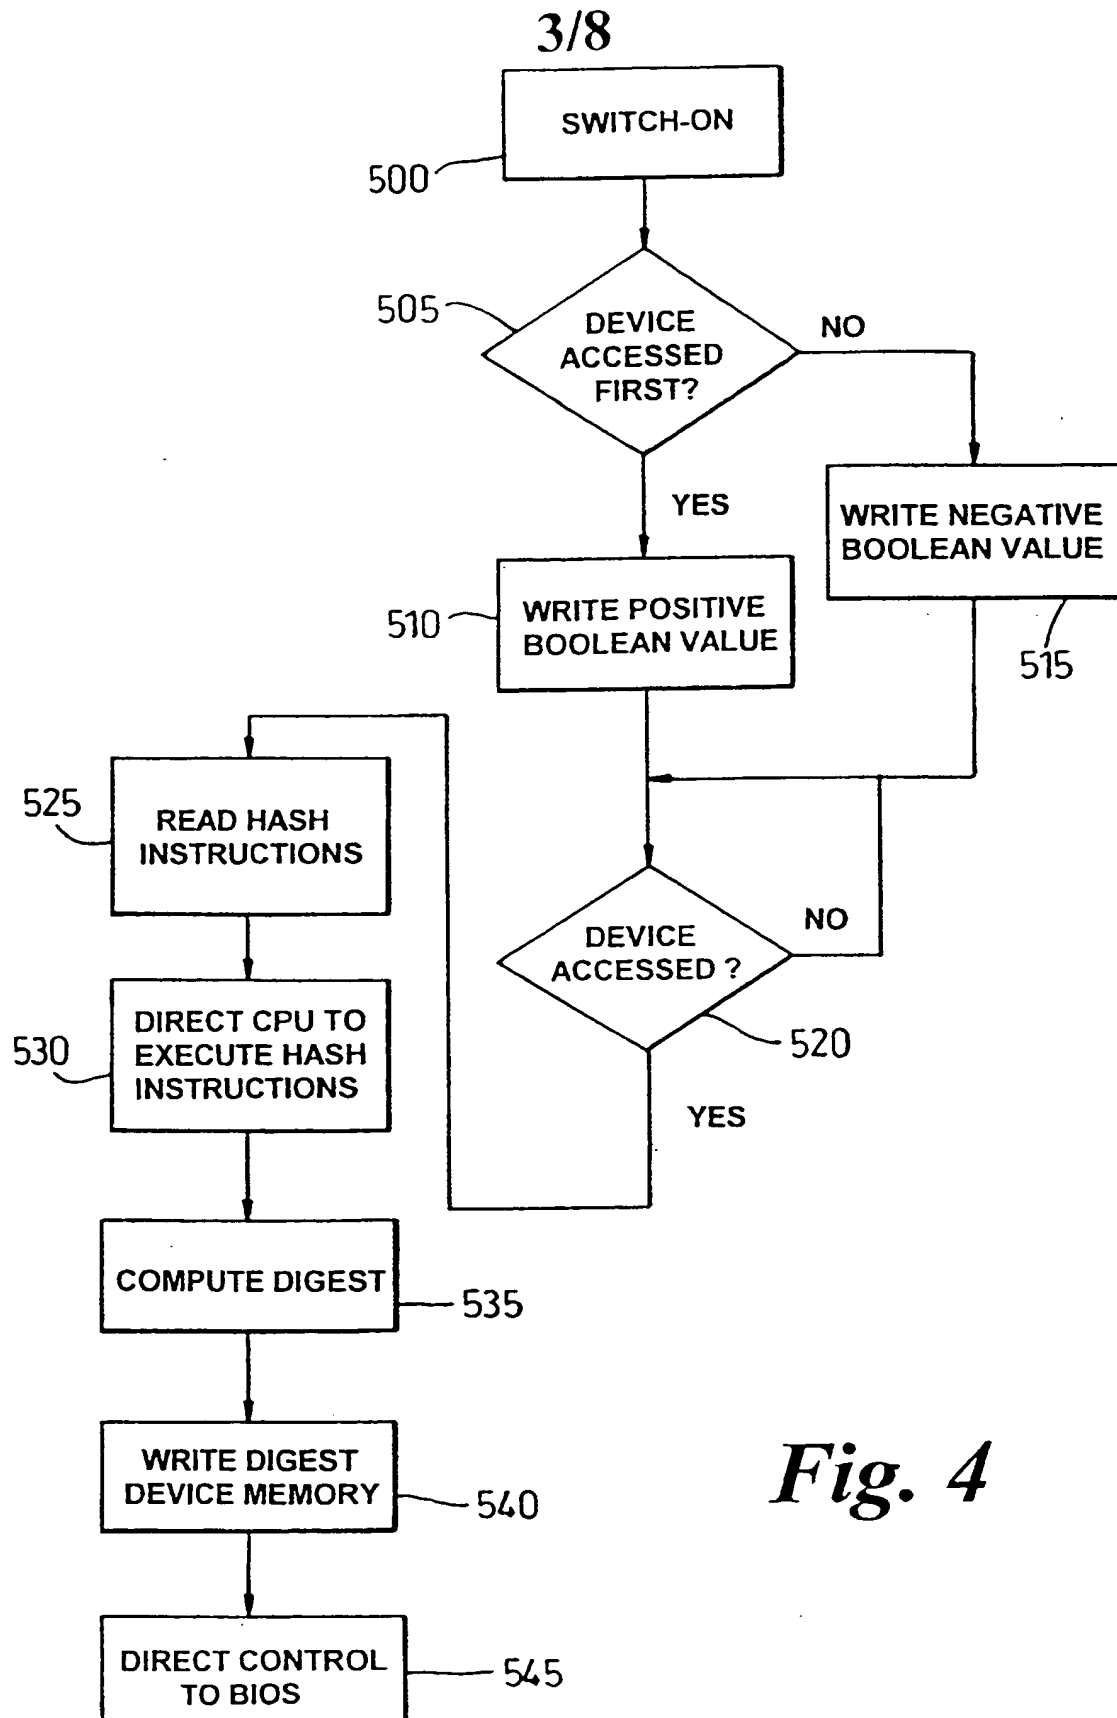 3/8
SWITCH-ON
500
505
DEVICE
ACCESSED
FIRST?
NO
YES
WRITE NEGATIVE
BOOLEAN VALUE
515
510
WRITE POSITIVE
BOOLEAN VALUE
525
READ HASH
INSTRUCTIONS
DEVICE
ACCESSED ?
NO
520
YES
530
DIRECT CPU TO
EXECUTE HASH
INSTRUCTIONS
COMPUTE DIGEST
535
WRITE DIGEST
DEVICE MEMORY
540
Fig. 4
DIRECT CONTROL
TO BIOS
545